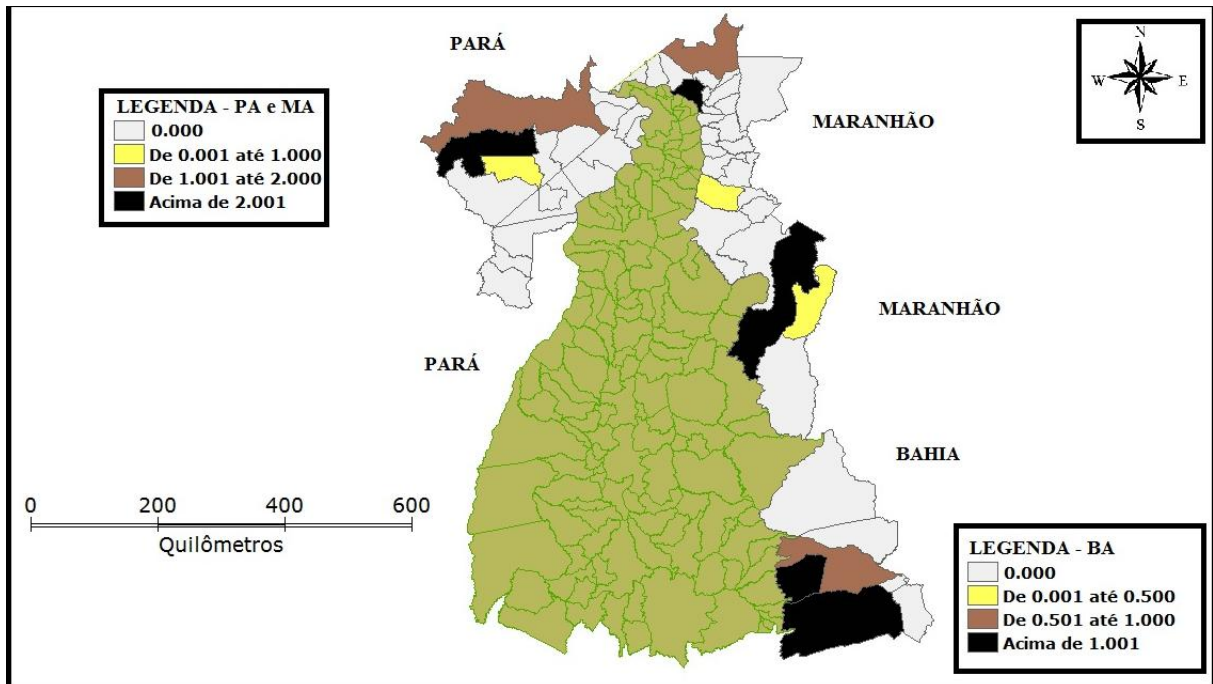 PARÁ
N
W E
S
LEGENDA - PA e MA
0.000
De 0.001 até 1.000
De 1.001 até 2.000
Acima de 2.001
MARANHÃO
MARANHÃO
PARÁ
BAHIA
0 200 400 600
Quilômetros
LEGENDA - BA
0.000
De 0.001 até 0.500
De 0.501 até 1.000
Acima de 1.001